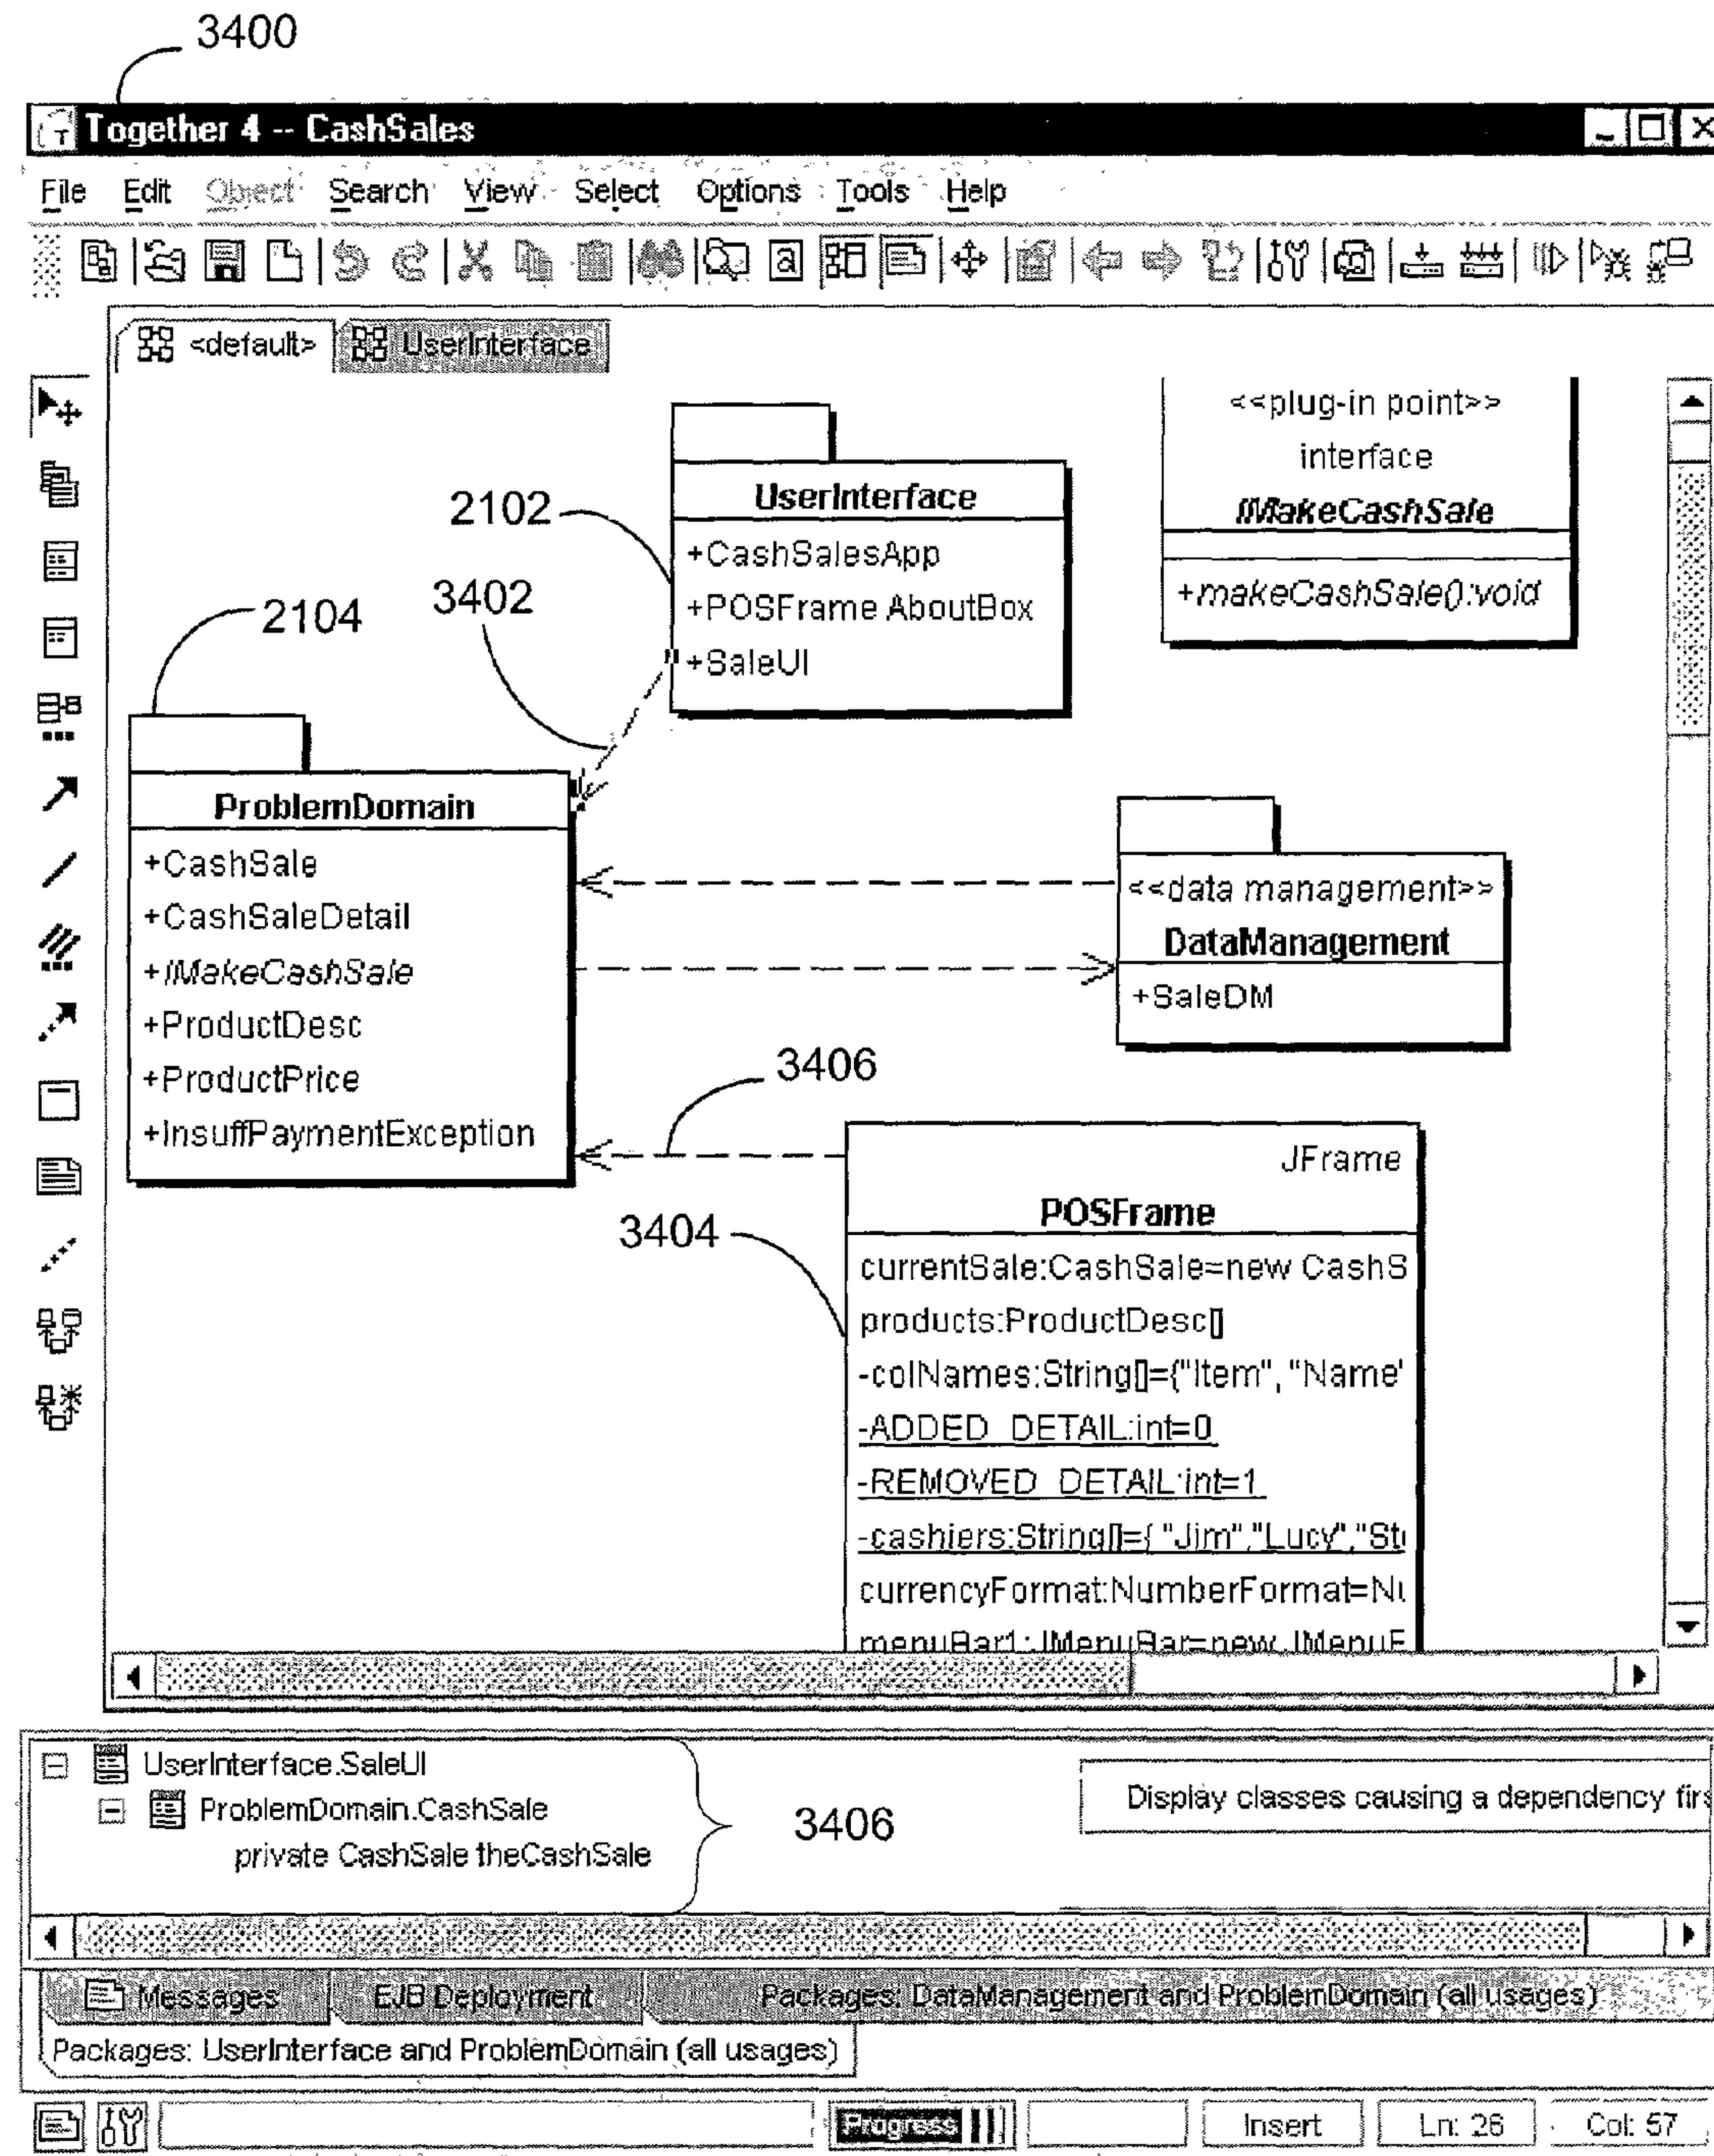 3400
Together 4 -- CashSales
File Edit Object Search View Select Options Tools Help
<default> UserInterface
<<plug-in point>>
interface
IMakeCashSale
+makeCashSale():void
UserInterface
+CashSalesApp
+POSFrame AboutBox
+SaleUI
2102
3402
2104
ProblemDomain
+CashSale
+CashSaleDetail
+IMakeCashSale
+ProductDesc
+ProductPrice
+InsuffPaymentException
<<data management>>
DataManagement
+SaleDM
3406
JFrame
POSFrame
3404
currentSale:CashSale=new CashS
products:ProductDesc[]
-colNames:String[]={"Item", "Name"
-ADDED_DETAIL:int=0
-REMOVED_DETAIL:int=1
-cashiers:String[]={ "Jim","Lucy","St
currencyFormat:NumberFormat=Nu
menuBar1:JMenuBar=new JMenuB
UserInterface.SaleUI
ProblemDomain.CashSale
private CashSale theCashSale
3406
Display classes causing a dependency firs
Messages EJB Deployment Packages: DataManagement and ProblemDomain (all usages)
Packages: UserInterface and ProblemDomain (all usages)
Progress Insert Ln: 26 Col: 57